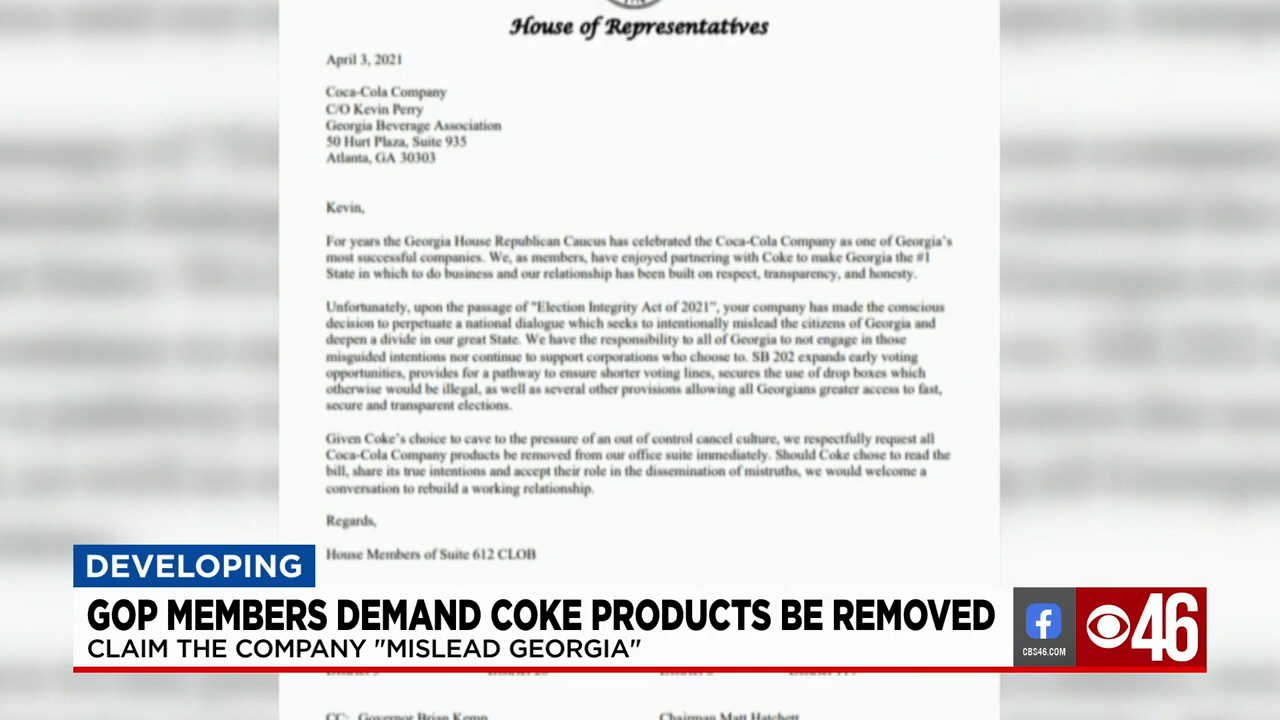 House of Representatives
April 3, 2021
Coca-Cola Company
C/O Kevin Perry
Georgia Beverage Association
50 Hurt Plaza, Suite 935
Atlanta, GA 30303
Kevin,
For years the Georgia House Republican Caucus has celebrated the Coca-Cola Company as one of Georgia's
most successful companies. We, as members, have enjoyed partnering with Coke to make Georgia the #1
State in which to do business and our relationship has been built on respect, transparency, and honesty.
Unfortunately, upon the passage of "Election Integrity Act of 2021", your company has made the conscious
decision to perpetuate a national dialogue which seeks to intentionally mislead the citizens of Georgia and
deepen a divide in our great State. We have the responsibility to all of Georgia to not engage in those
misguided intentions nor continue to support corporations who choose to. SB 202 expands early voting
opportunities, provides for a pathway to ensure shorter voting lines, secures the use of drop boxes which
otherwise would be illegal, as well as several other provisions allowing all Georgians greater access to fast,
secure and transparent elections.
Given Coke's choice to cave to the pressure of an out of control cancel culture, we respectfully request all
Coca-Cola Company products be removed from our office suite immediately. Should Coke chose to read the
bill, share its true intentions and accept their role in the dissemination of mistruths, we would welcome a
conversation to rebuild a working relationship.
Regards,
House Members of Suite 612 CLOB
DEVELOPING
GOP MEMBERS DEMAND COKE PRODUCTS BE REMOVED
CLAIM THE COMPANY "MISLEAD GEORGIA"
CBS46.COM
46
CC: Governor Brian Kemp Chairman Matt Hatchett